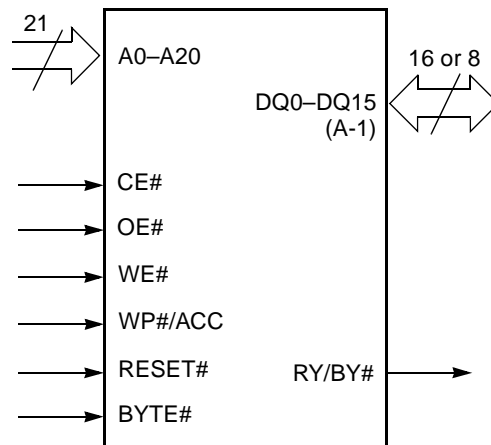 21
A0–A20
16 or 8
DQ0–DQ15
(A-1)
CE#
OE#
WE#
WP#/ACC
RESET#
RY/BY#
BYTE#